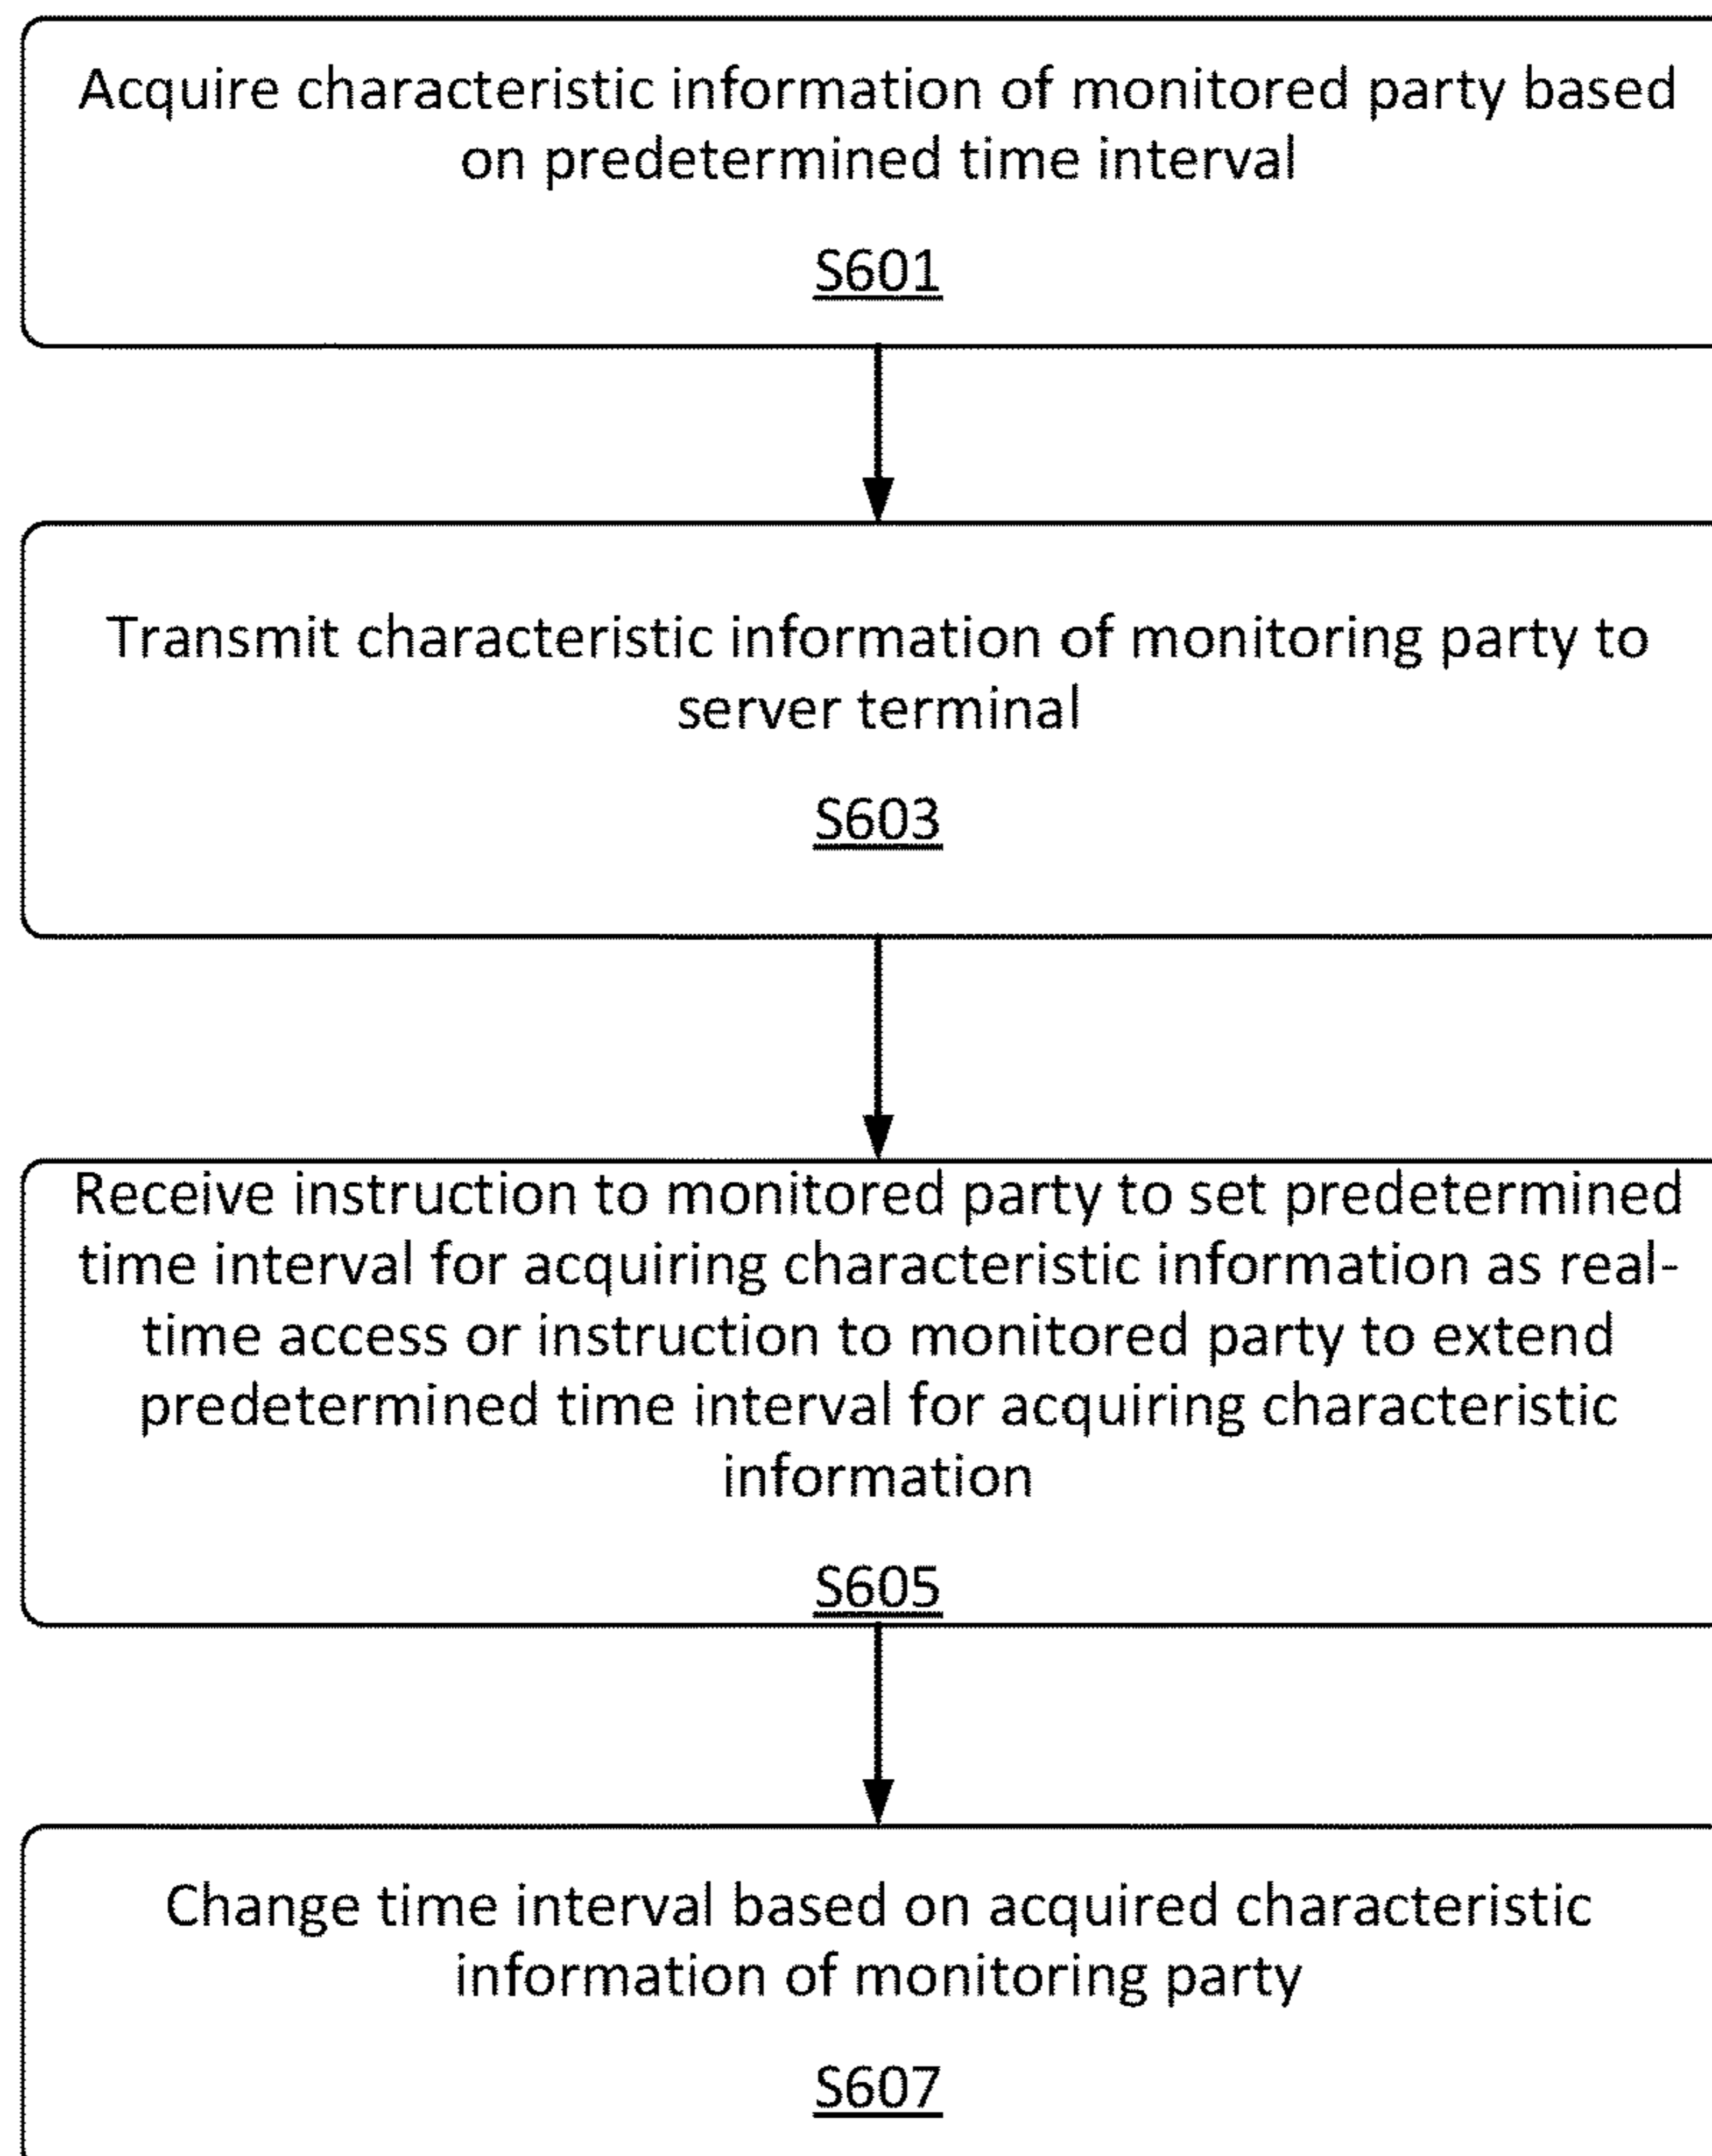 Acquire characteristic information of monitored party based
on predetermined time interval
S601
Transmit characteristic information of monitoring party to
server terminal
S603
Receive instruction to monitored party to set predetermined
time interval for acquiring characteristic information as real-
time access or instruction to monitored party to extend
predetermined time interval for acquiring characteristic
information
S605
Change time interval based on acquired characteristic
information of monitoring party
S607